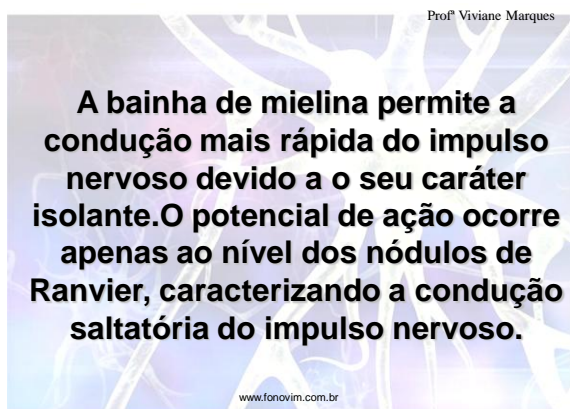 Profª Viviane Marques
A bainha de mielina permite a
condução mais rápida do impulso
nervoso devido a o seu caráter
isolante.O potencial de ação ocorre
apenas ao nível dos nódulos de
Ranvier, caracterizando a condução
saltatória do impulso nervoso.
www.fonovim.com.br